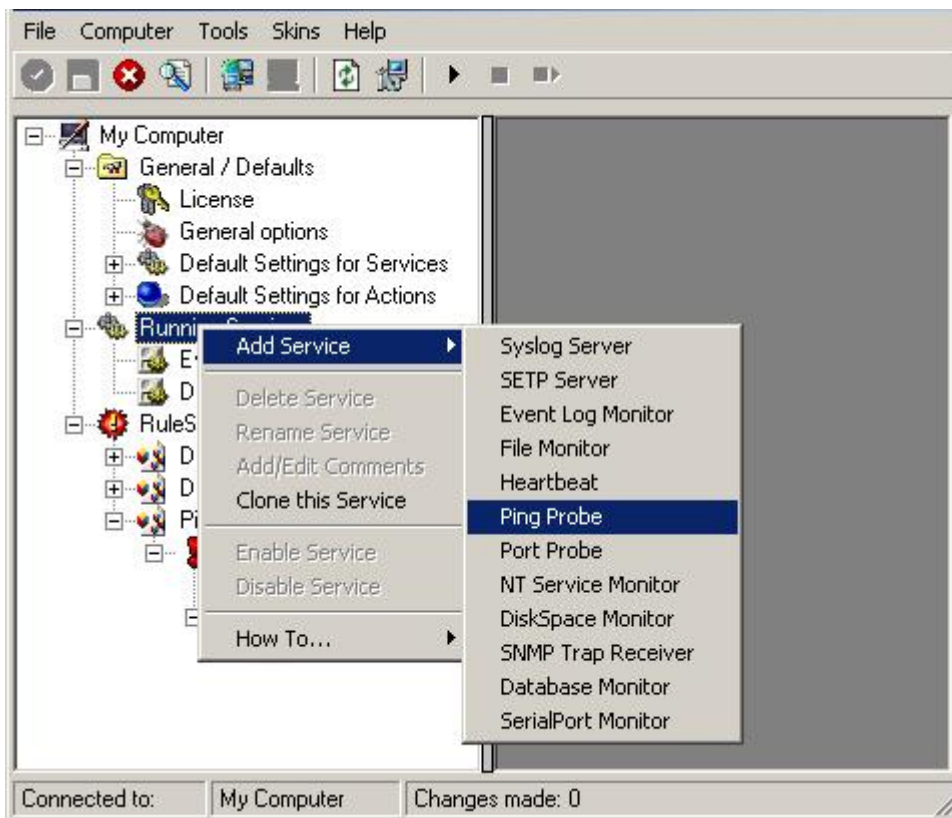 File Computer Tools Skins Help
My Computer
General / Defaults
License
General options
Default Settings for Services
Default Settings for Actions
Add Service
Delete Service
Rename Service
Add/Edit Comments
Clone this Service
Enable Service
Disable Service
How To...
Syslog Server
SETP Server
Event Log Monitor
File Monitor
Heartbeat
Ping Probe
Port Probe
NT Service Monitor
DiskSpace Monitor
SNMP Trap Receiver
Database Monitor
SerialPort Monitor
Connected to: My Computer Changes made: 0